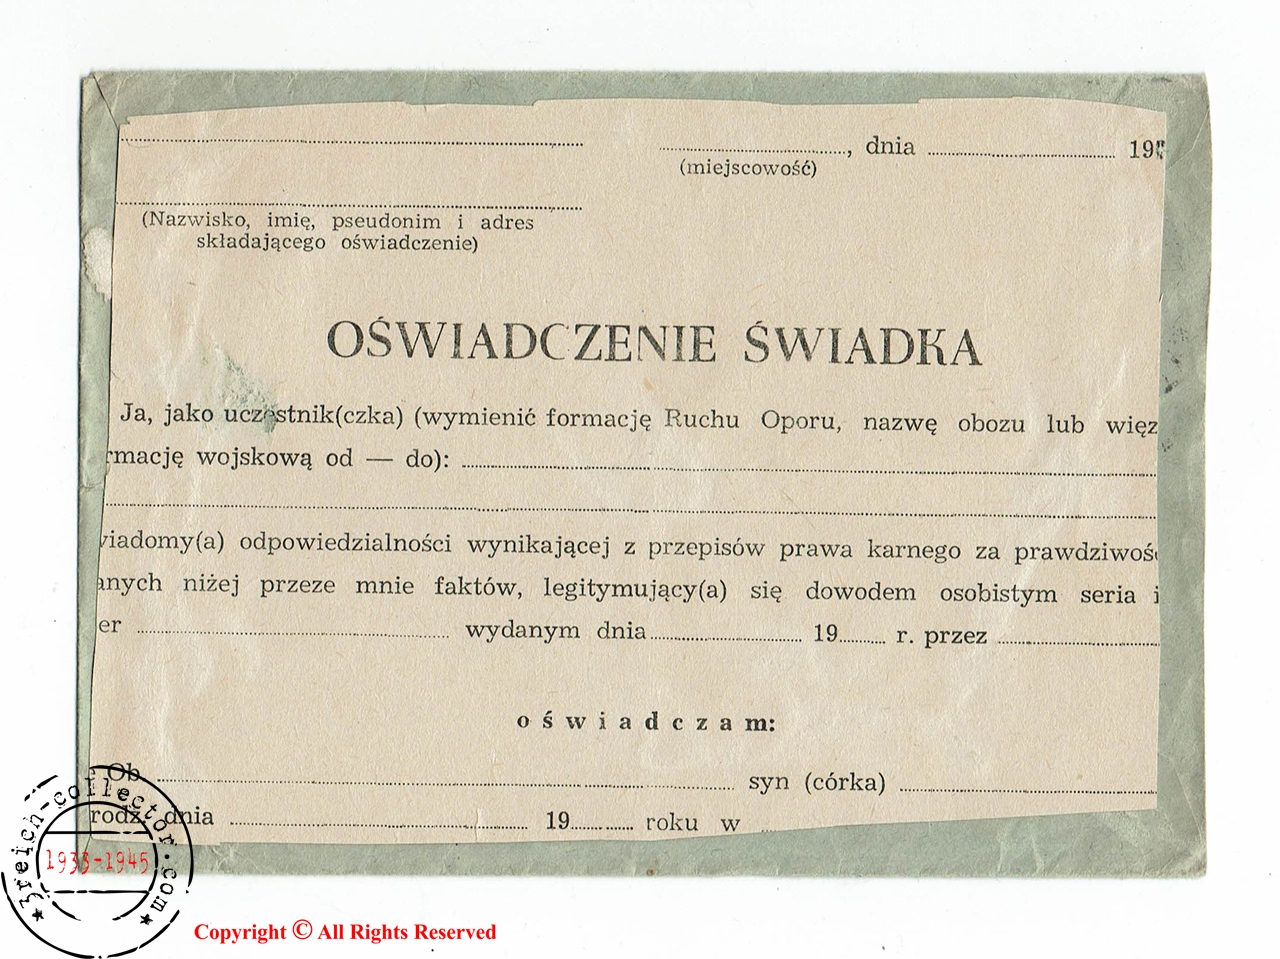 ..............................................., dnia ............................... 19
(miejscowość)
(Nazwisko, imię, pseudonim i adres
składającego oświadczenie)
OŚWIADCZENIE ŚWIADKA
Ja, jako uczestnik(czka) (wymienić formację Ruchu Oporu, nazwę obozu lub więz
rmację wojskową od — do): ...............................................................
wiadomy(a) odpowiedzialności wynikającej z przepisów prawa karnego za prawdziwoś
anych niżej przeze mnie faktów, legitymujący(a) się dowodem osobistym seria i
er ............................... wydanym dnia............................... 19......... r. przez ...............................
oświadczam:
Ob. ............................................................... syn (córka) ...............................
rodz. dnia ............................................... 19............ roku w ...
3reich-collector.com
1933-1945
Copyright © All Rights Reserved